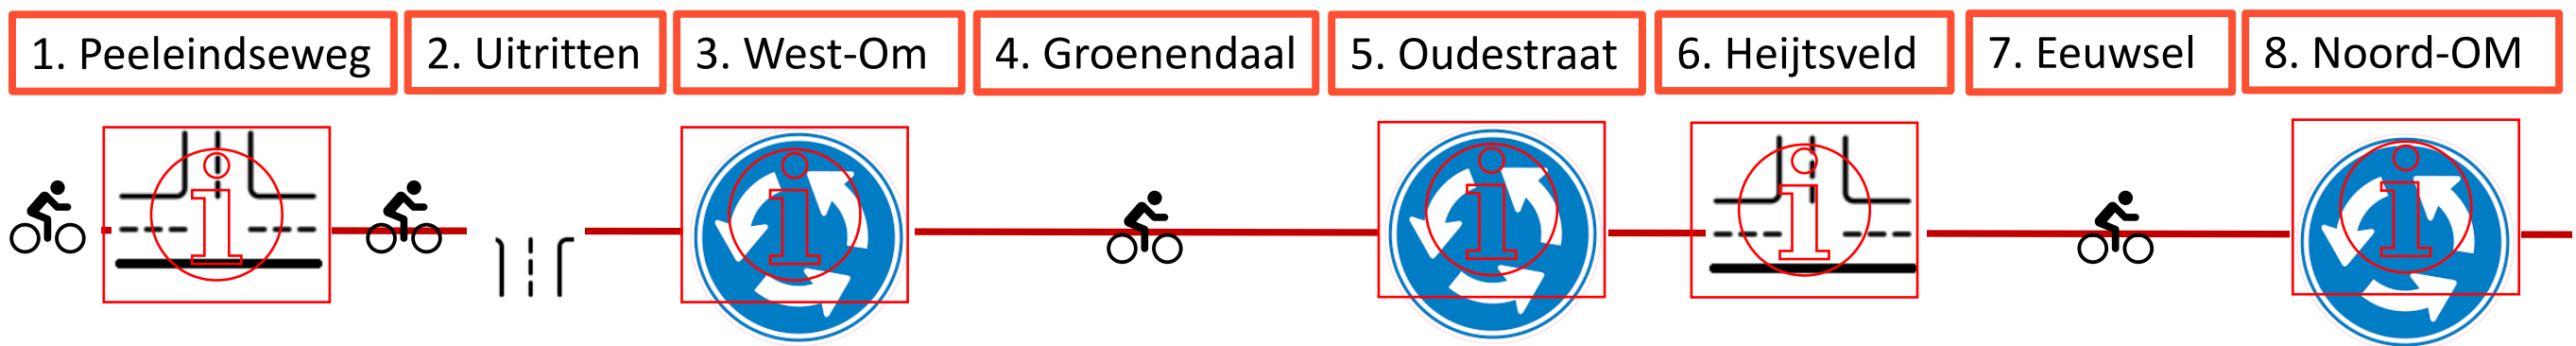 1. Peeleindseweg
2. Uitritten
3. West-Om
4. Groenendaal
5. Oudestraat
6. Heijtsveld
7. Eeuwsel
8. Noord-OM
i
i
i
i
i